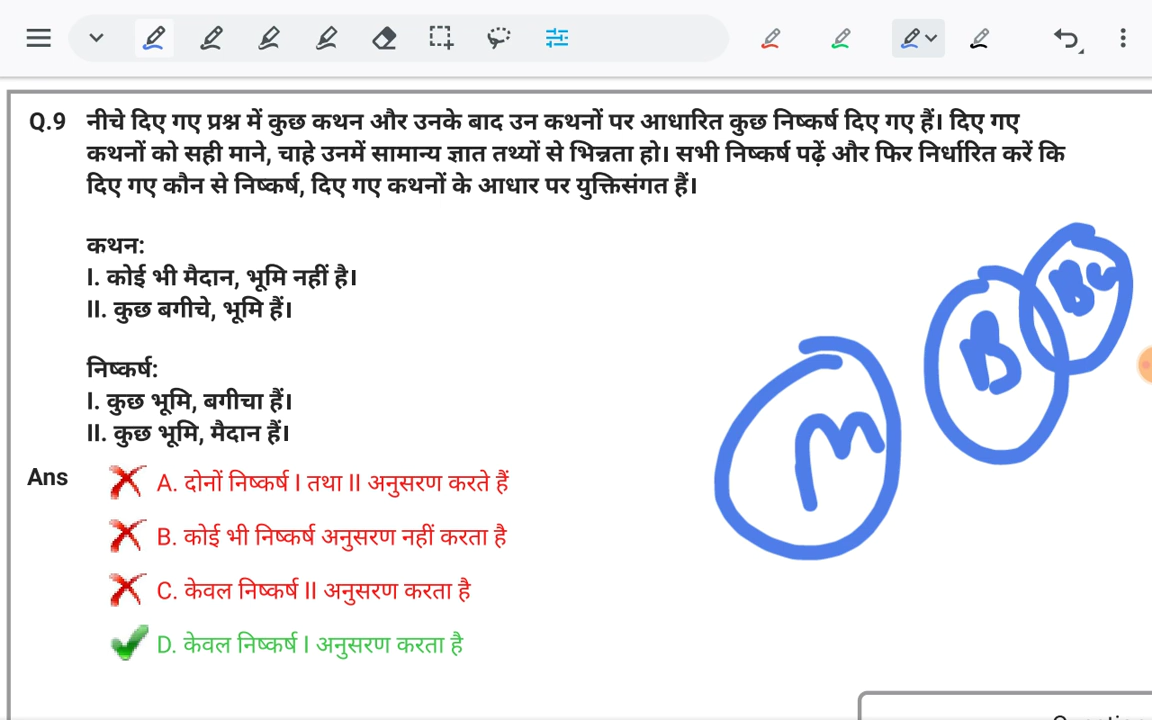 Q.9 नीचे दिए गए प्रश्न में कुछ कथन और उनके बाद उन कथनों पर आधारित कुछ निष्कर्ष दिए गए हैं। दिए गए
कथनों को सही माने, चाहे उनमें सामान्य ज्ञात तथ्यों से भिन्नता हो। सभी निष्कर्ष पढ़ें और फिर निर्धारित करें कि
दिए गए कौन से निष्कर्ष, दिए गए कथनों के आधार पर युक्तिसंगत हैं।
कथन:
I. कोई भी मैदान, भूमि नहीं है।
II. कुछ बगीचे, भूमि हैं।
निष्कर्ष:
I. कुछ भूमि, बगीचा हैं।
II. कुछ भूमि, मैदान हैं।
Ans A. दोनों निष्कर्ष I तथा II अनुसरण करते हैं
B. कोई भी निष्कर्ष अनुसरण नहीं करता है
C. केवल निष्कर्ष II अनुसरण करता है
D. केवल निष्कर्ष I अनुसरण करता है
M
B